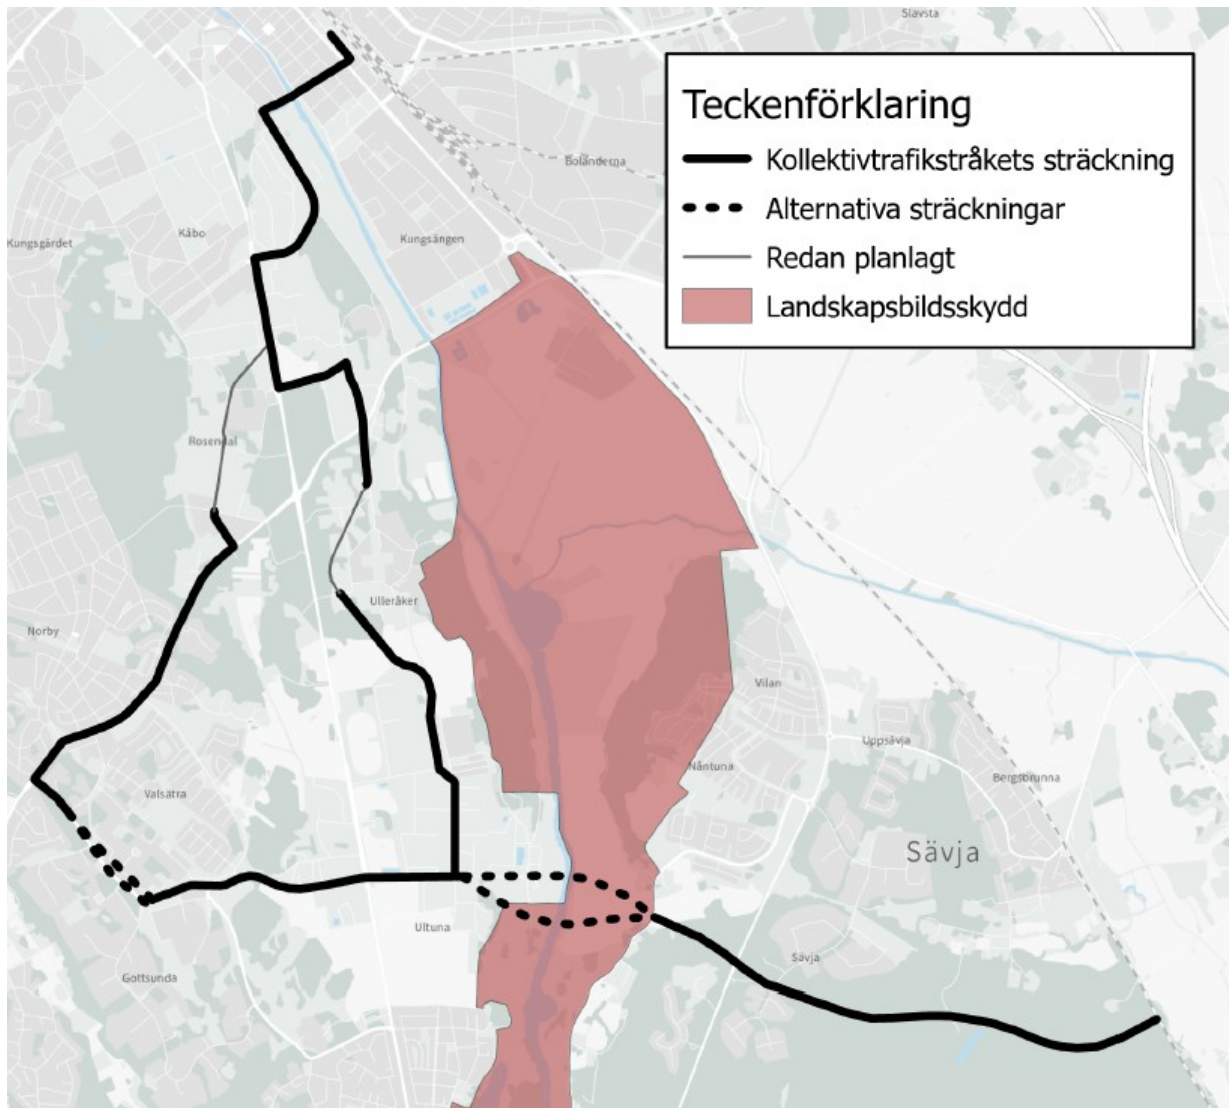 Slavsta
Teckenförklaring
Kollektivtrafikstråkets sträckning
Alternativa sträckningar
Redan planlagt
Landskapsbildsskydd
Boländerna
Kåbo
Kungsgärdet
Kungsängen
Rosendal
Ulleråker
Norby
Vilan
Uppsävja
Nåntuna
Bergsbrunna
Valsätra
Sävja
Ultuna
Sävja
Gottsunda